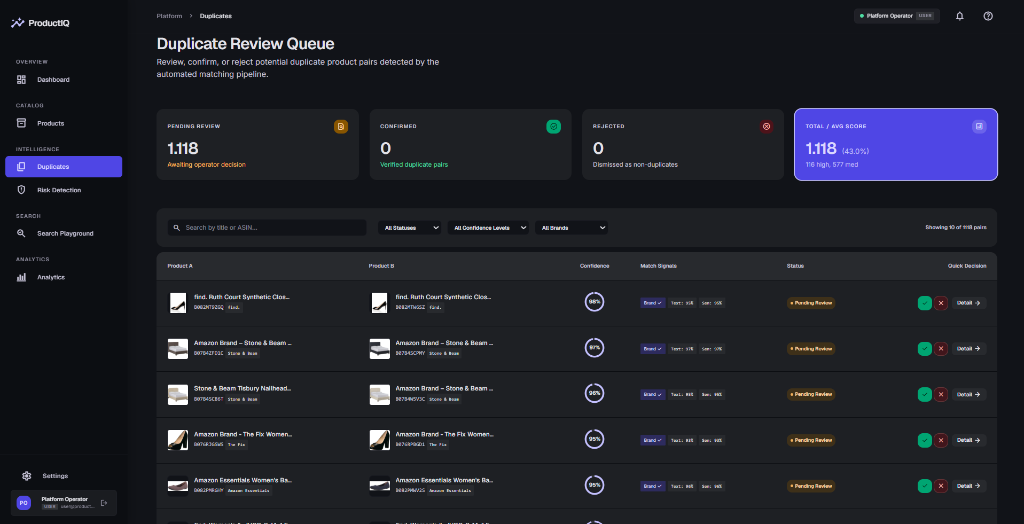 ProductIQ
OVERVIEW
Dashboard
CATALOG
Products
INTELLIGENCE
Duplicates
Risk Detection
SEARCH
Search Playground
ANALYTICS
Analytics
Settings
PO
Platform Operator
USER
Platform > Duplicates
Platform Operator USER
Duplicate Review Queue
Review, confirm, or reject potential duplicate product pairs detected by the
automated matching pipeline.
PENDING REVIEW
1.118
Awaiting operator decision
CONFIRMED
0
Verified duplicate pairs
REJECTED
0
Dismissed as non-duplicates
TOTAL / AVG SCORE
1.118 (43.0%)
116 high, 577 med
Search by title or ASIN...
All Statuses
All Confidence Levels
All Brands
Showing 10 of 1118 pairs
Product A Product B Confidence Match Signals Status Quick Decision
find. Ruth Court Synthetic Clos... find. Ruth Court Synthetic Clos... 98% Brand ✓ Pending Review Detail →
find. find.
Amazon Brand – Stone & Beam ... Amazon Brand – Stone & Beam ... 97% Brand ✓ Pending Review Detail →
Stone & Beam Stone & Beam
Stone & Beam Tisbury Nailhead... Amazon Brand – Stone & Beam ... 96% Brand ✓ Pending Review Detail →
Stone & Beam Stone & Beam
Amazon Brand - The Fix Women... Amazon Brand - The Fix Women... 95% Brand ✓ Pending Review Detail →
The Fix The Fix
Amazon Essentials Women's Ba... Amazon Essentials Women's Ba... 95% Brand ✓ Pending Review Detail →
Amazon Essentials Amazon Essentials